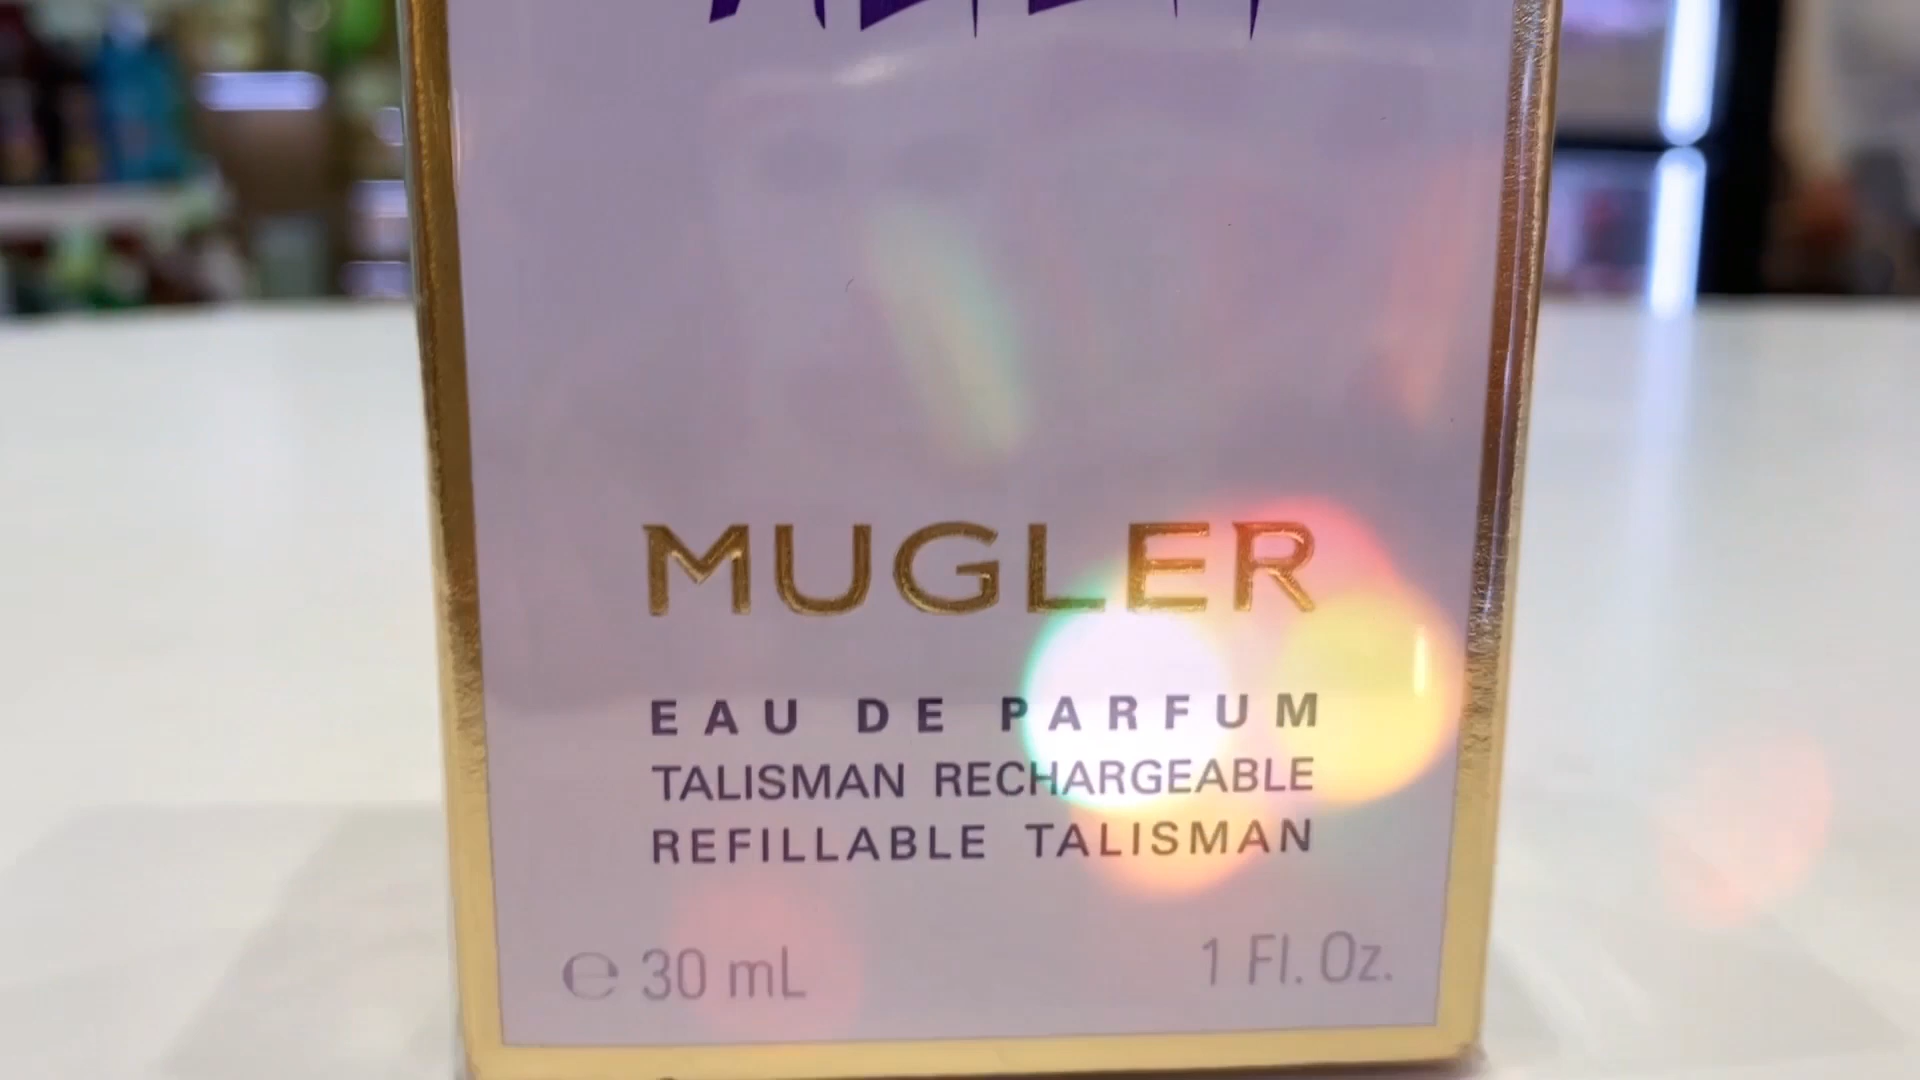 MUGLER
EAU DE PARFUM
TALISMAN RECHARGEABLE
REFILLABLE TALISMAN
℮ 30 mL 1 Fl. Oz.